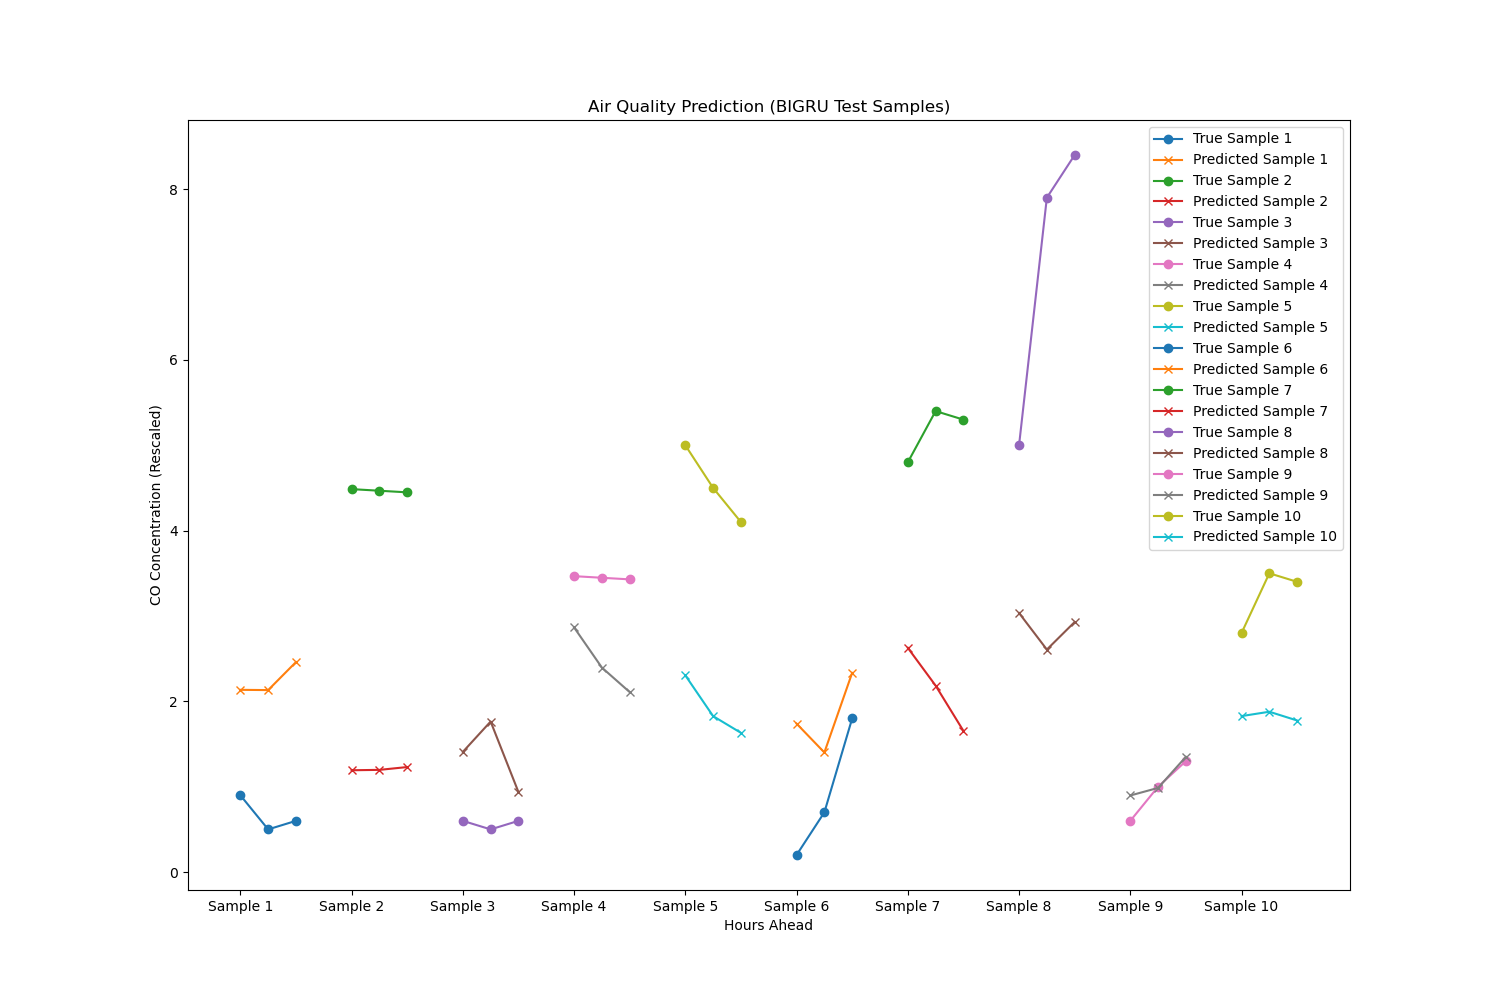 Air Quality Prediction (BIGRU Test Samples)
True Sample 1
Predicted Sample 1
True Sample 2
Predicted Sample 2
True Sample 3
Predicted Sample 3
True Sample 4
Predicted Sample 4
True Sample 5
Predicted Sample 5
True Sample 6
Predicted Sample 6
True Sample 7
Predicted Sample 7
True Sample 8
Predicted Sample 8
True Sample 9
Predicted Sample 9
True Sample 10
Predicted Sample 10
CO Concentration (Rescaled)
8
6
4
2
0
Sample 1 Sample 2 Sample 3 Sample 4 Sample 5 Sample 6 Sample 7 Sample 8 Sample 9 Sample 10
Hours Ahead